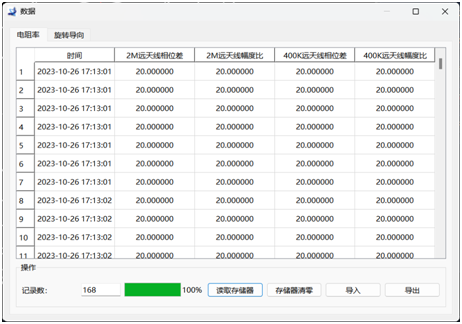 数据
电阻率 旋转导向
时间 2M远天线相位差 2M远天线幅度比 400K远天线相位差 400K远天线幅度比
1 2023-10-26 17:13:01 20.000000 20.000000 20.000000 20.000000
2 2023-10-26 17:13:01 20.000000 20.000000 20.000000 20.000000
3 2023-10-26 17:13:01 20.000000 20.000000 20.000000 20.000000
4 2023-10-26 17:13:01 20.000000 20.000000 20.000000 20.000000
5 2023-10-26 17:13:01 20.000000 20.000000 20.000000 20.000000
6 2023-10-26 17:13:01 20.000000 20.000000 20.000000 20.000000
7 2023-10-26 17:13:01 20.000000 20.000000 20.000000 20.000000
8 2023-10-26 17:13:02 20.000000 20.000000 20.000000 20.000000
9 2023-10-26 17:13:02 20.000000 20.000000 20.000000 20.000000
10 2023-10-26 17:13:02 20.000000 20.000000 20.000000 20.000000
11 2023-10-26 17:13:02 20.000000 20.000000 20.000000 20.000000
操作
记录数: 168 100% 读取存储器 存储器清零 导入 导出